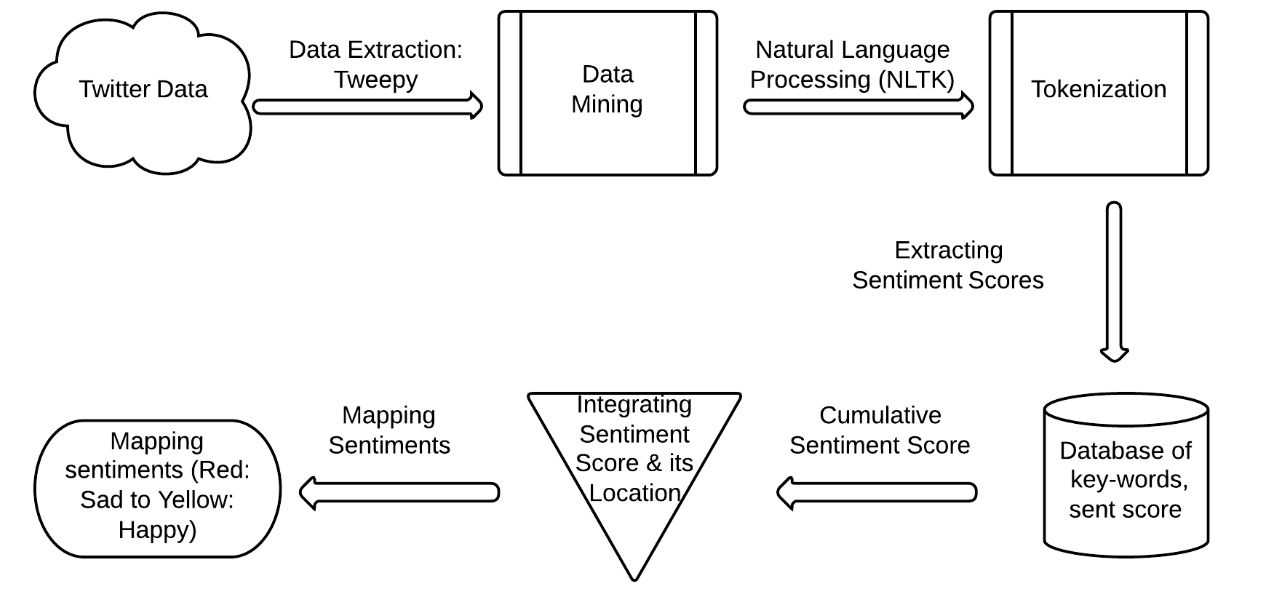 Twitter Data
Data Extraction:
Tweepy
Data
Mining
Natural Language
Processing (NLTK)
Tokenization
Extracting
Sentiment Scores
Database of
key-words,
sent score
Cumulative
Sentiment Score
Integrating
Sentiment
Score & its
Location
Mapping
Sentiments
Mapping
sentiments (Red:
Sad to Yellow:
Happy)